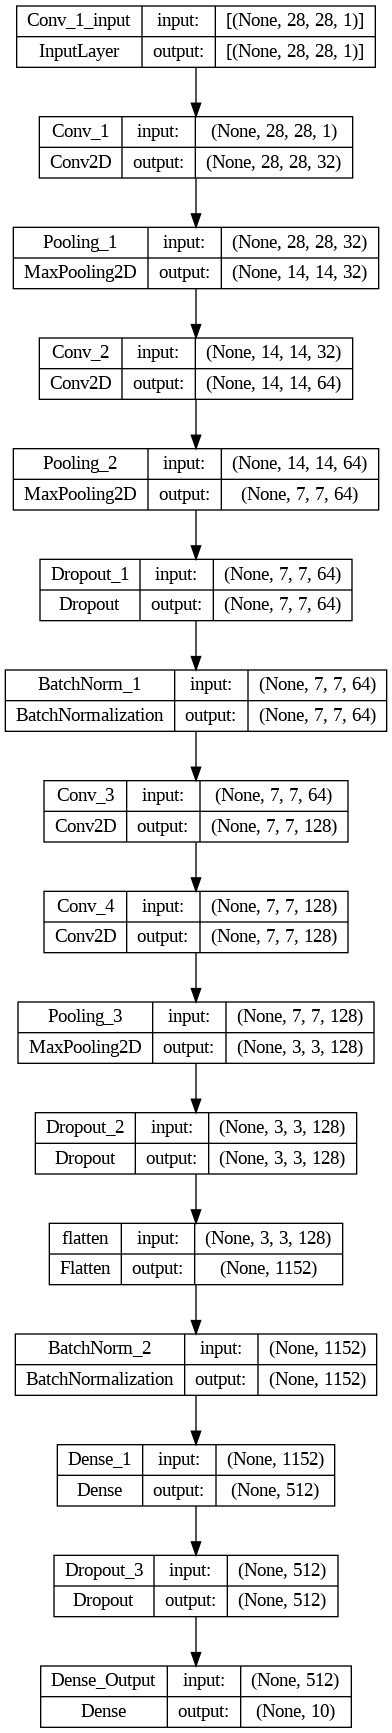 Conv_1_input input: [(None, 28, 28, 1)]
InputLayer output: [(None, 28, 28, 1)]
Conv_1 input: (None, 28, 28, 1)
Conv2D output: (None, 28, 28, 32)
Pooling_1 input: (None, 28, 28, 32)
MaxPooling2D output: (None, 14, 14, 32)
Conv_2 input: (None, 14, 14, 32)
Conv2D output: (None, 14, 14, 64)
Pooling_2 input: (None, 14, 14, 64)
MaxPooling2D output: (None, 7, 7, 64)
Dropout_1 input: (None, 7, 7, 64)
Dropout output: (None, 7, 7, 64)
BatchNorm_1 input: (None, 7, 7, 64)
BatchNormalization output: (None, 7, 7, 64)
Conv_3 input: (None, 7, 7, 64)
Conv2D output: (None, 7, 7, 128)
Conv_4 input: (None, 7, 7, 128)
Conv2D output: (None, 7, 7, 128)
Pooling_3 input: (None, 7, 7, 128)
MaxPooling2D output: (None, 3, 3, 128)
Dropout_2 input: (None, 3, 3, 128)
Dropout output: (None, 3, 3, 128)
flatten input: (None, 3, 3, 128)
Flatten output: (None, 1152)
BatchNorm_2 input: (None, 1152)
BatchNormalization output: (None, 1152)
Dense_1 input: (None, 1152)
Dense output: (None, 512)
Dropout_3 input: (None, 512)
Dropout output: (None, 512)
Dense_Output input: (None, 512)
Dense output: (None, 10)